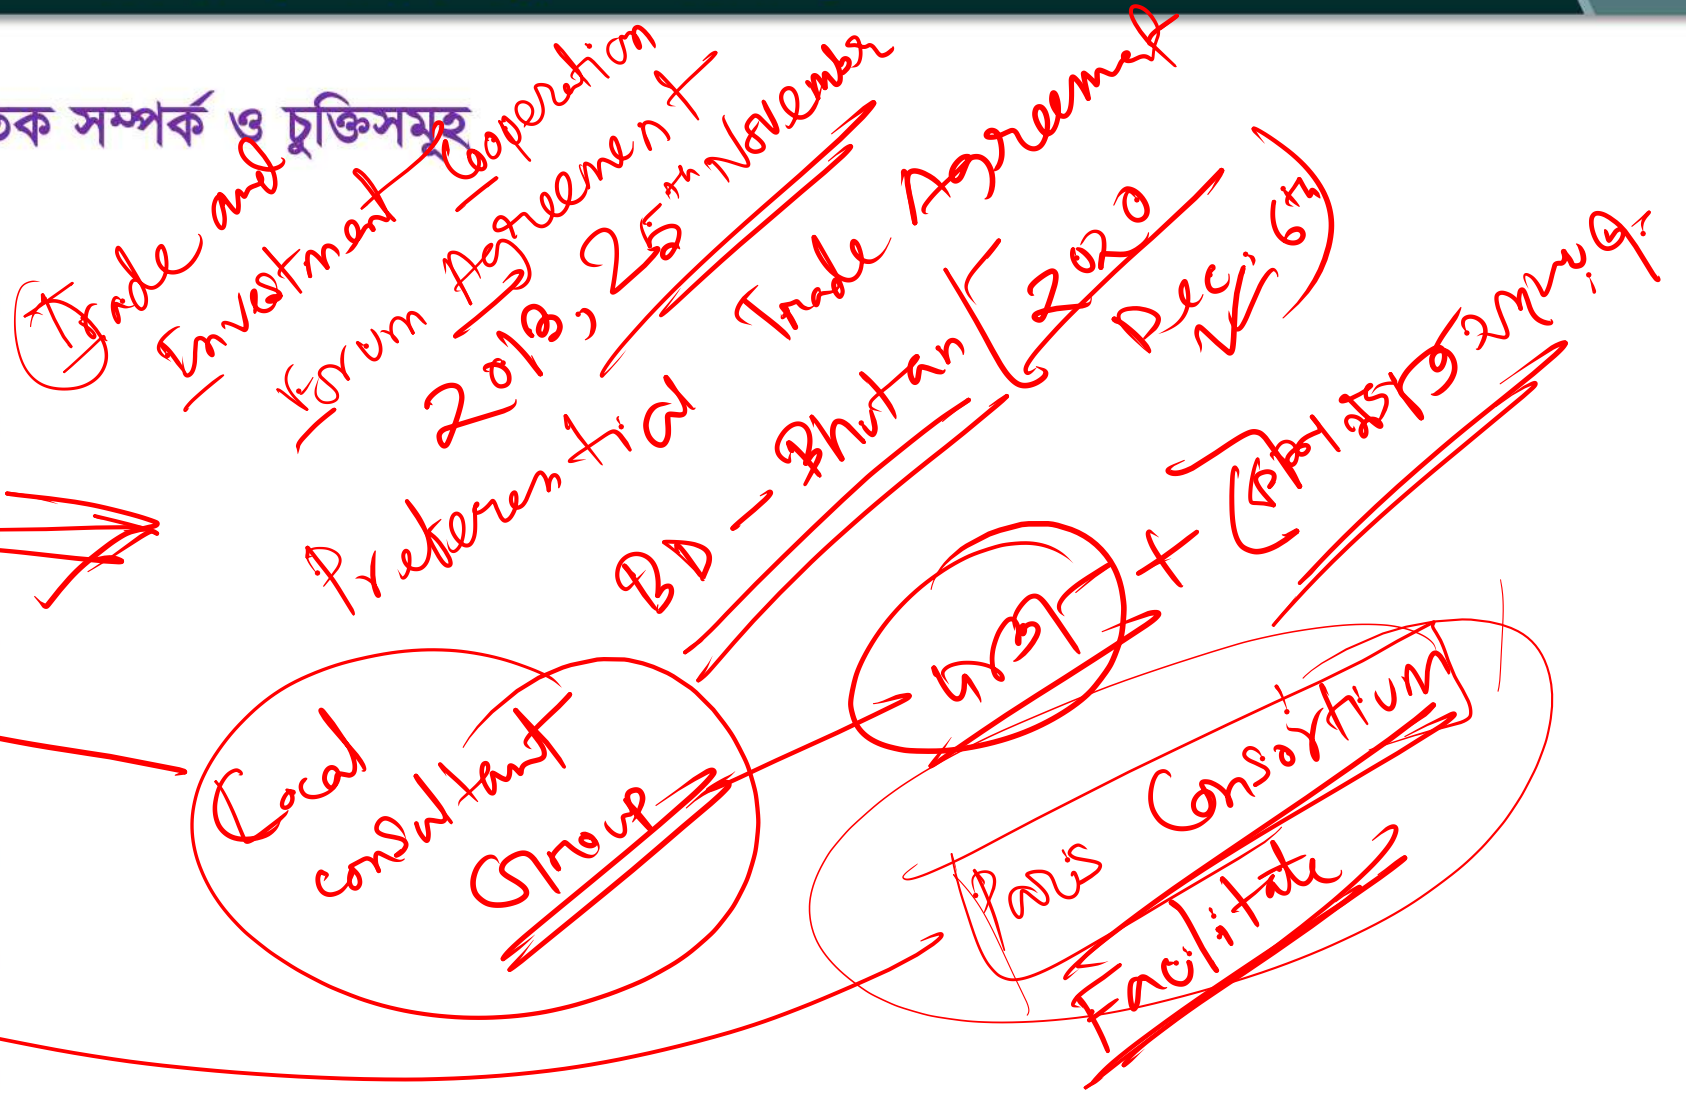 তক সম্পর্ক ও চুক্তিসমূহ
Trade and
Investment Cooperation
Forum Agreement
2013, 25th November
Preferential Trade Agreement
BD - Bhutan [2020
Dec, 6th)
দাতা +
Local
consultant
Group
Paris Consortium
Facilitate